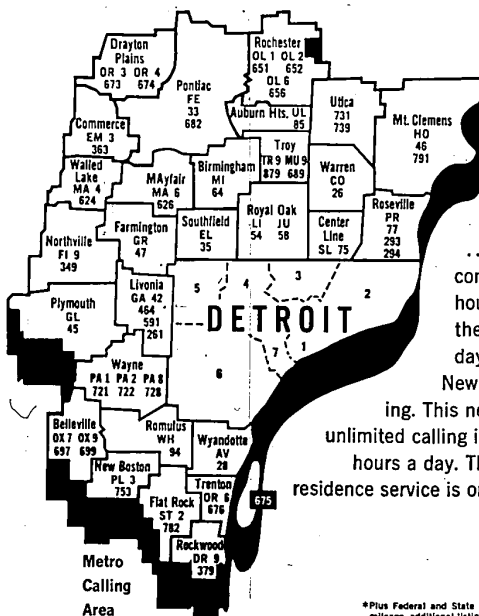 Drayton
Plains
OR 3 OR 4
673 674
Rochester
OL 1 OL 2
651 652
OL 6
656
Pontiac
FE
33
682
Auburn Hts. UL
85
Utica
731
739
Mt. Clemens
HO
46
791
Commerce
EM 3
363
Walled
Lake
MA 4
624
MAyfair
MA 6
626
Birmingham
MI
64
Troy
TR 9 MU 9
879 689
Warren
CO
26
Roseville
PR
77
293
294
Farmington
GR
47
Southfield
EL
35
Royal Oak
LI JU
54 58
Center
Line
SL 75
Northville
FI 9
349
Plymouth
GL
45
Livonia
GA 42
464
591
261
5
4
3
2
DETROIT
7
1
6
Wayne
PA 1 PA 2 PA 8
721 722 728
Belleville
OX 7 OX 9
697 699
Romulus
WH
94
Wyandotte
AV
28
New Boston
PL 3
753
Trenton
OR 6
676
675
Flat Rock
ST 2
782
Rockwood
DR 9
379
Metro
Calling
Area
...
con
hou
the
day
New
ing. This ne
unlimited calling i
hours a day. Th
residence service is o
*Plus Federal and State